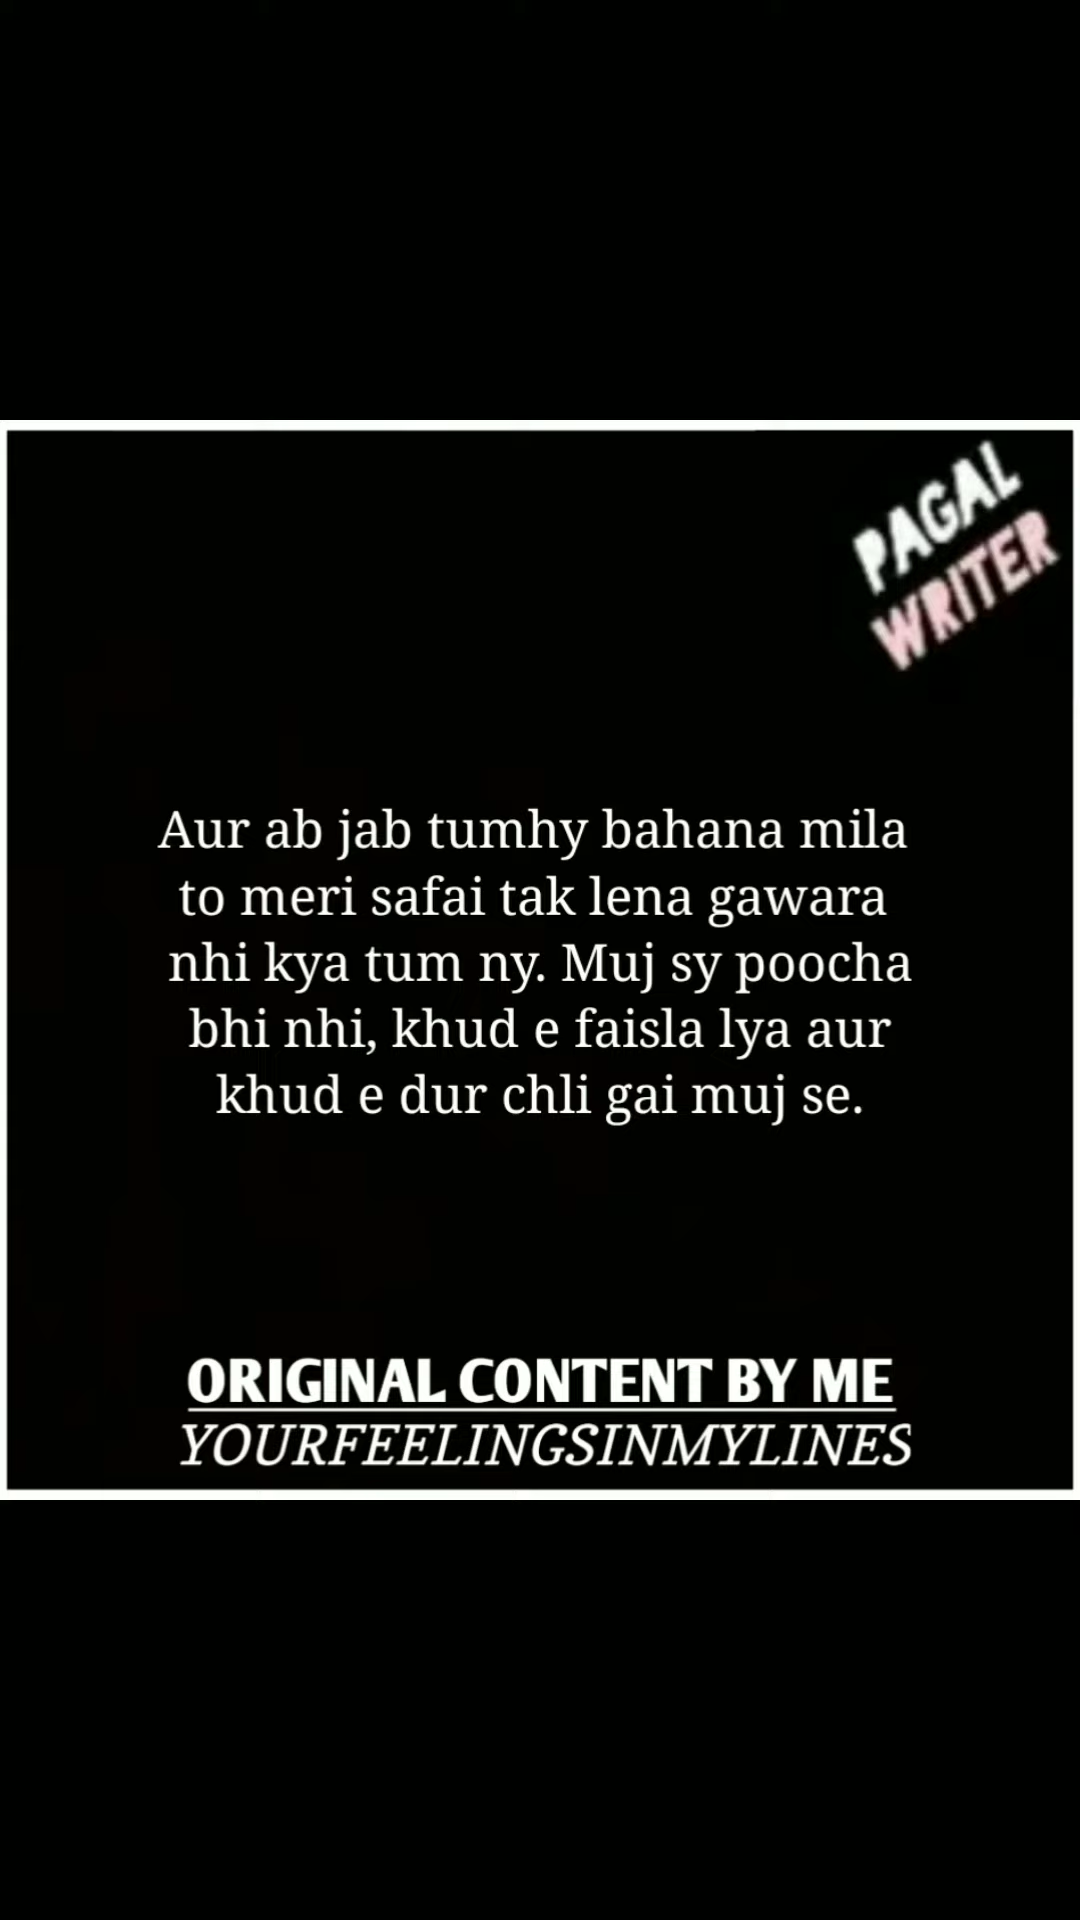 PAGAL
WRITER
Aur ab jab tumhy bahana mila
to meri safai tak lena gawara
nhi kya tum ny. Muj sy poocha
bhi nhi, khud e faisla lya aur
khud e dur chli gai muj se.
ORIGINAL CONTENT BY ME
YOURFEELINGSINMYLINES